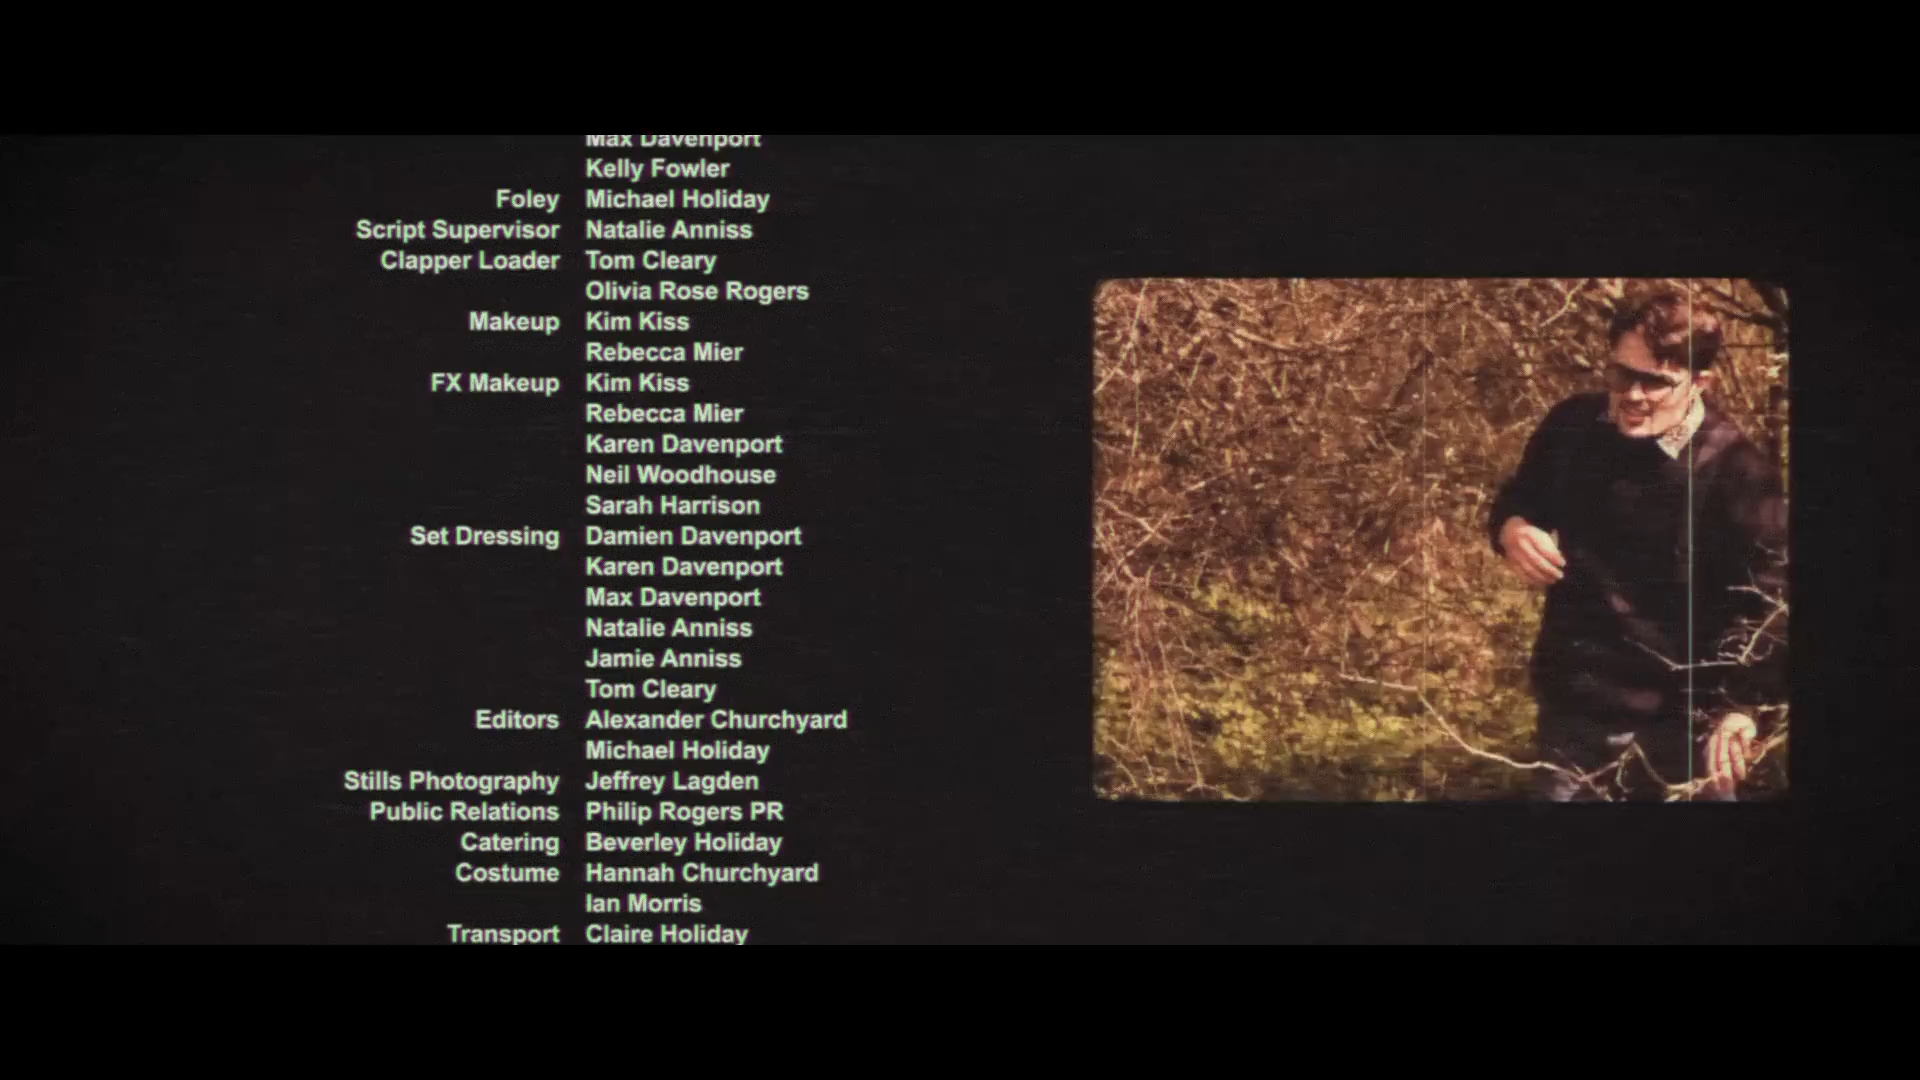 Max Davenport
Kelly Fowler
Foley Michael Holiday
Script Supervisor Natalie Anniss
Clapper Loader Tom Cleary
Olivia Rose Rogers
Makeup Kim Kiss
Rebecca Mier
FX Makeup Kim Kiss
Rebecca Mier
Karen Davenport
Neil Woodhouse
Sarah Harrison
Set Dressing Damien Davenport
Karen Davenport
Max Davenport
Natalie Anniss
Jamie Anniss
Tom Cleary
Editors Alexander Churchyard
Michael Holiday
Stills Photography Jeffrey Lagden
Public Relations Philip Rogers PR
Catering Beverley Holiday
Costume Hannah Churchyard
Ian Morris
Transport Claire Holiday